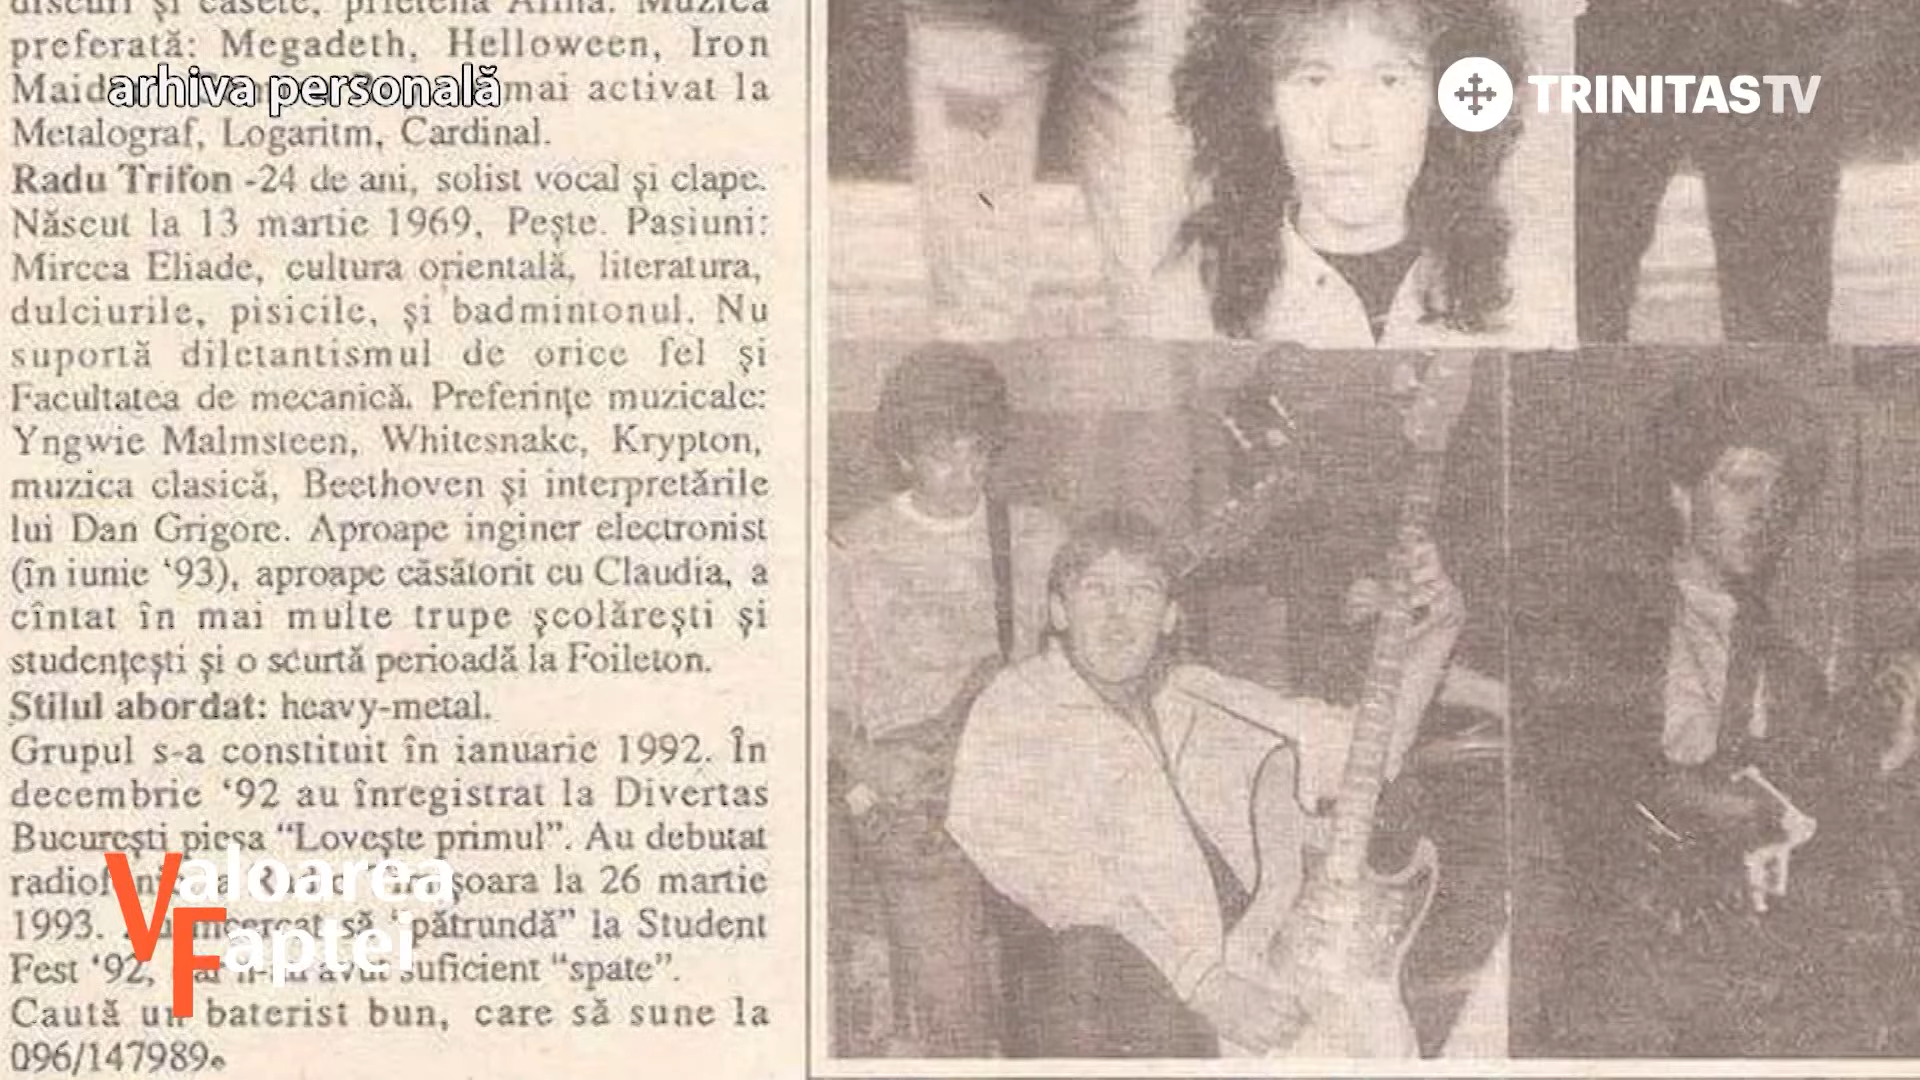 discuri și casete, prietena Alina. Muzica
preferată: Megadeth, Helloween, Iron
mai activat la
Metalograf, Logaritm, Cardinal.
Radu Trifon -24 de ani, solist vocal și clape.
Născut la 13 martie 1969, Pește. Pasiuni:
Mircea Eliade, cultura orientală, literatura,
dulciurile, pisicile, și badmintonul. Nu
suportă diletantismul de orice fel și
Facultatea de mecanică. Preferințe muzicale:
Yngwie Malmsteen, Whitesnake, Krypton,
muzica clasică, Beethoven și interpretările
lui Dan Grigore. Aproape inginer electronist
(în iunie ‘93), aproape căsătorit cu Claudia, a
cîntat în mai multe trupe școlărești și
studențești și o scurtă perioadă la Foileton.
Stilul abordat: heavy-metal.
Grupul s-a constituit în ianuarie 1992. În
decembrie ‘92 au înregistrat la Divertas
București piesa “Lovește primul”. Au debutat
la 26 martie
1993. să “pătrundă” la Student
Fest ‘92, avut suficient “spate”.
Caută un baterist bun, care să sune la
096/147989.
arhiva personală
TRINITAS TV
Valoarea
Faptei